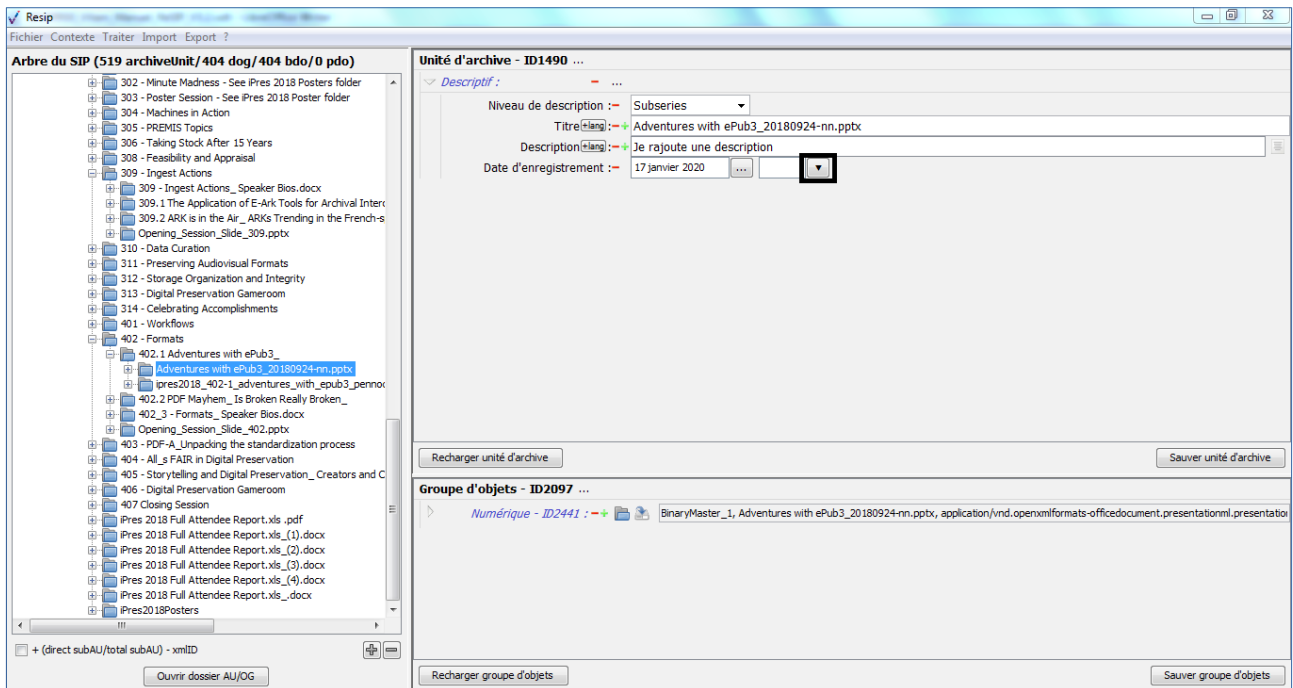 Resip
Fichier Contexte Traiter Import Export ?
Arbre du SIP (519 archiveUnit/404 dog/404 bdo/0 pdo)
302 - Minute Madness - See iPres 2018 Posters folder
303 - Poster Session - See iPres 2018 Poster folder
304 - Machines in Action
305 - PREMIS Topics
306 - Taking Stock After 15 Years
308 - Feasibility and Appraisal
309 - Ingest Actions
309 - Ingest Actions_ Speaker Bios.docx
309.1 The Application of E-Ark Tools for Archival Interc
309.2 ARK is in the Air_ ARKs Trending in the French-s
Opening_Session_Slide_309.pptx
310 - Data Curation
311 - Preserving Audiovisual Formats
312 - Storage Organization and Integrity
313 - Digital Preservation Gameroom
314 - Celebrating Accomplishments
401 - Workflows
402 - Formats
402.1 Adventures with ePub3_
Adventures with ePub3_20180924-nn.pptx
ipres2018_402-1_adventures_with_epub3_pennoc
402.2 PDF Mayhem_ Is Broken Really Broken_
402_3 - Formats_ Speaker Bios.docx
Opening_Session_Slide_402.pptx
403 - PDF-A_Unpacking the standardization process
404 - All_s FAIR in Digital Preservation
405 - Storytelling and Digital Preservation_ Creators and C
406 - Digital Preservation Gameroom
407 Closing Session
iPres 2018 Full Attendee Report.xls .pdf
iPres 2018 Full Attendee Report.xls_(1).docx
iPres 2018 Full Attendee Report.xls_(2).docx
iPres 2018 Full Attendee Report.xls_(3).docx
iPres 2018 Full Attendee Report.xls_(4).docx
iPres 2018 Full Attendee Report.xls_.docx
iPres2018Posters
+ (direct subAU/total subAU) - xmlID
Ouvrir dossier AU/OG
Unité d'archive - ID1490 ...
Descriptif : − ...
Niveau de description :− Subseries
Titre +lang :−+ Adventures with ePub3_20180924-nn.pptx
Description +lang :−+ Je rajoute une description
Date d'enregistrement :− 17 janvier 2020 ...
Recharger unité d'archive Sauver unité d'archive
Groupe d'objets - ID2097 ...
Numérique - ID2441 : −+ BinaryMaster_1, Adventures with ePub3_20180924-nn.pptx, application/vnd.openxmlformats-officedocument.presentationml.presentation
Recharger groupe d'objets Sauver groupe d'objets